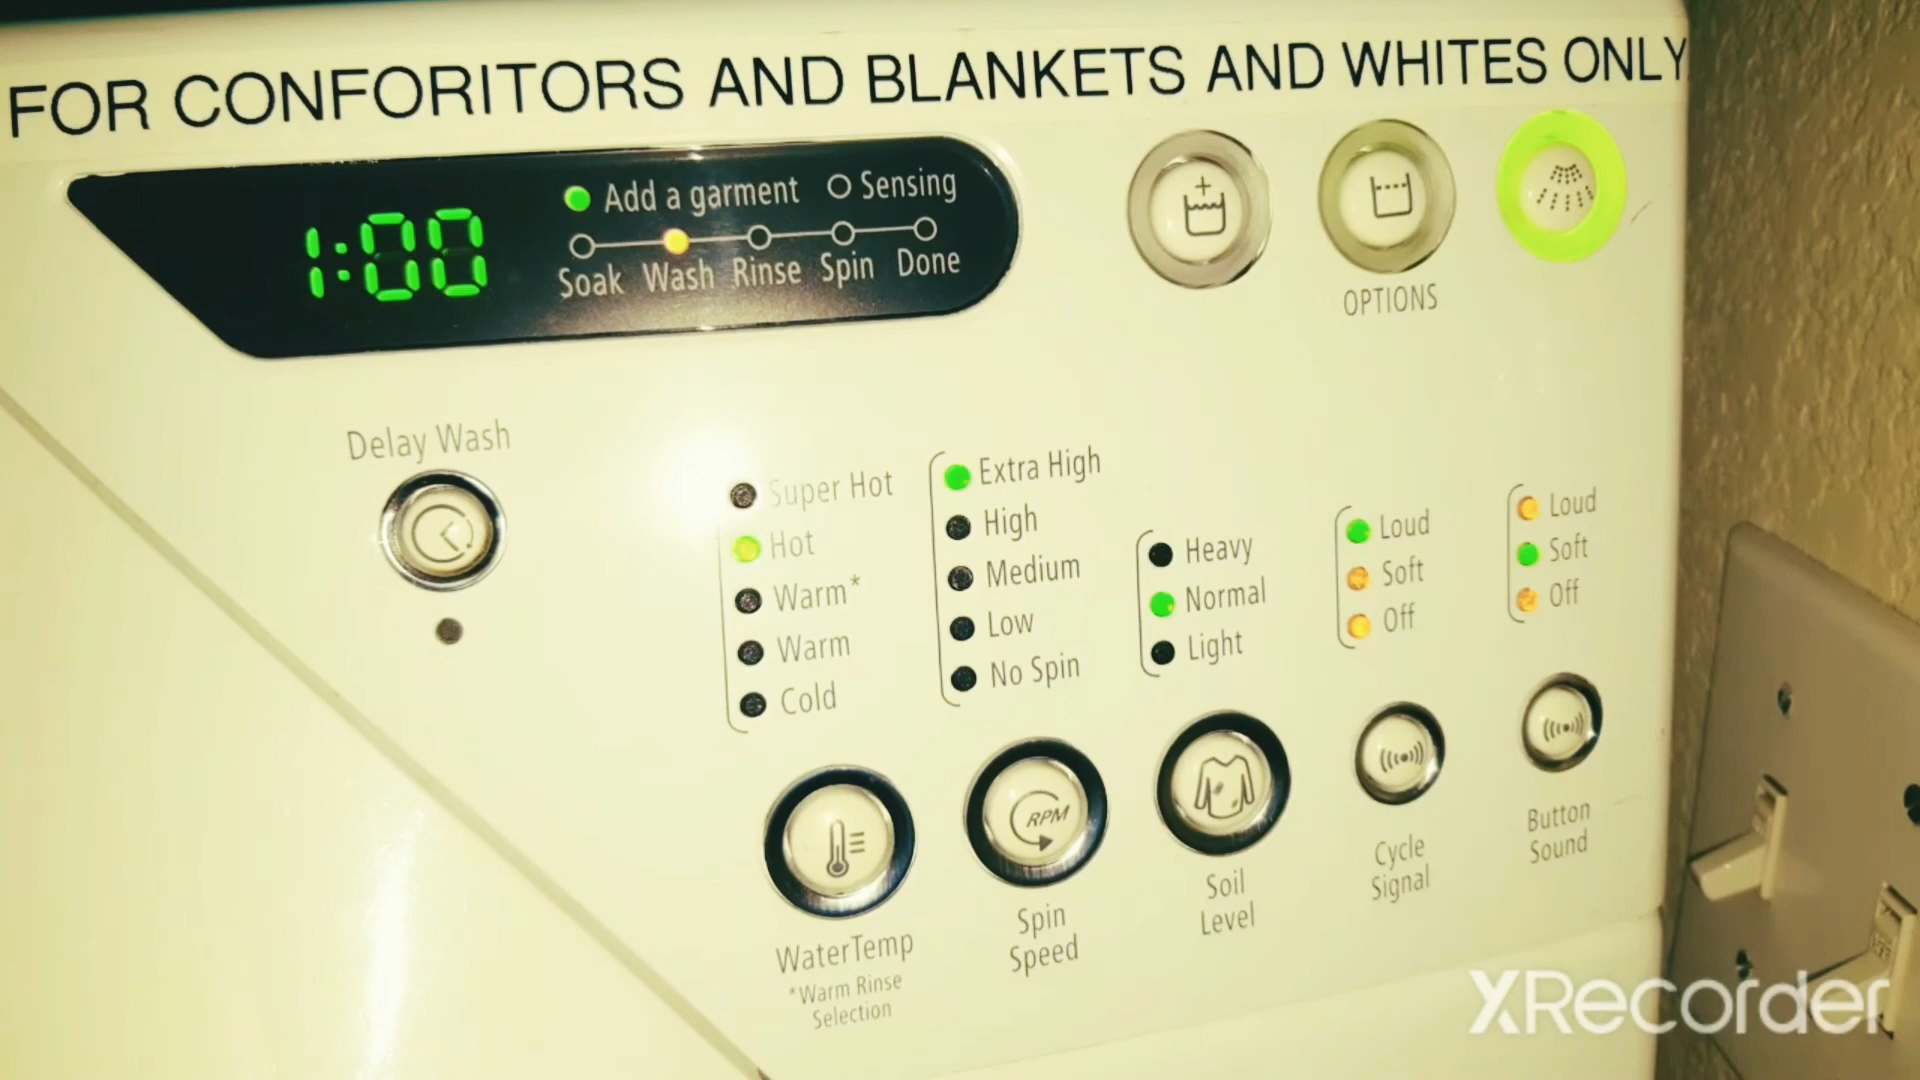 FOR CONFORITORS AND BLANKETS AND WHITES ONLY
1:00
Add a garment Sensing
Soak Wash Rinse Spin Done
OPTIONS
Delay Wash
Super Hot
Hot
Warm*
Warm
Cold
Extra High
High
Medium
Low
No Spin
Heavy
Normal
Light
Loud
Soft
Off
Loud
Soft
Off
RPM
WaterTemp
*Warm Rinse
Selection
Spin
Speed
Soil
Level
Cycle
Signal
Button
Sound
XRecorder